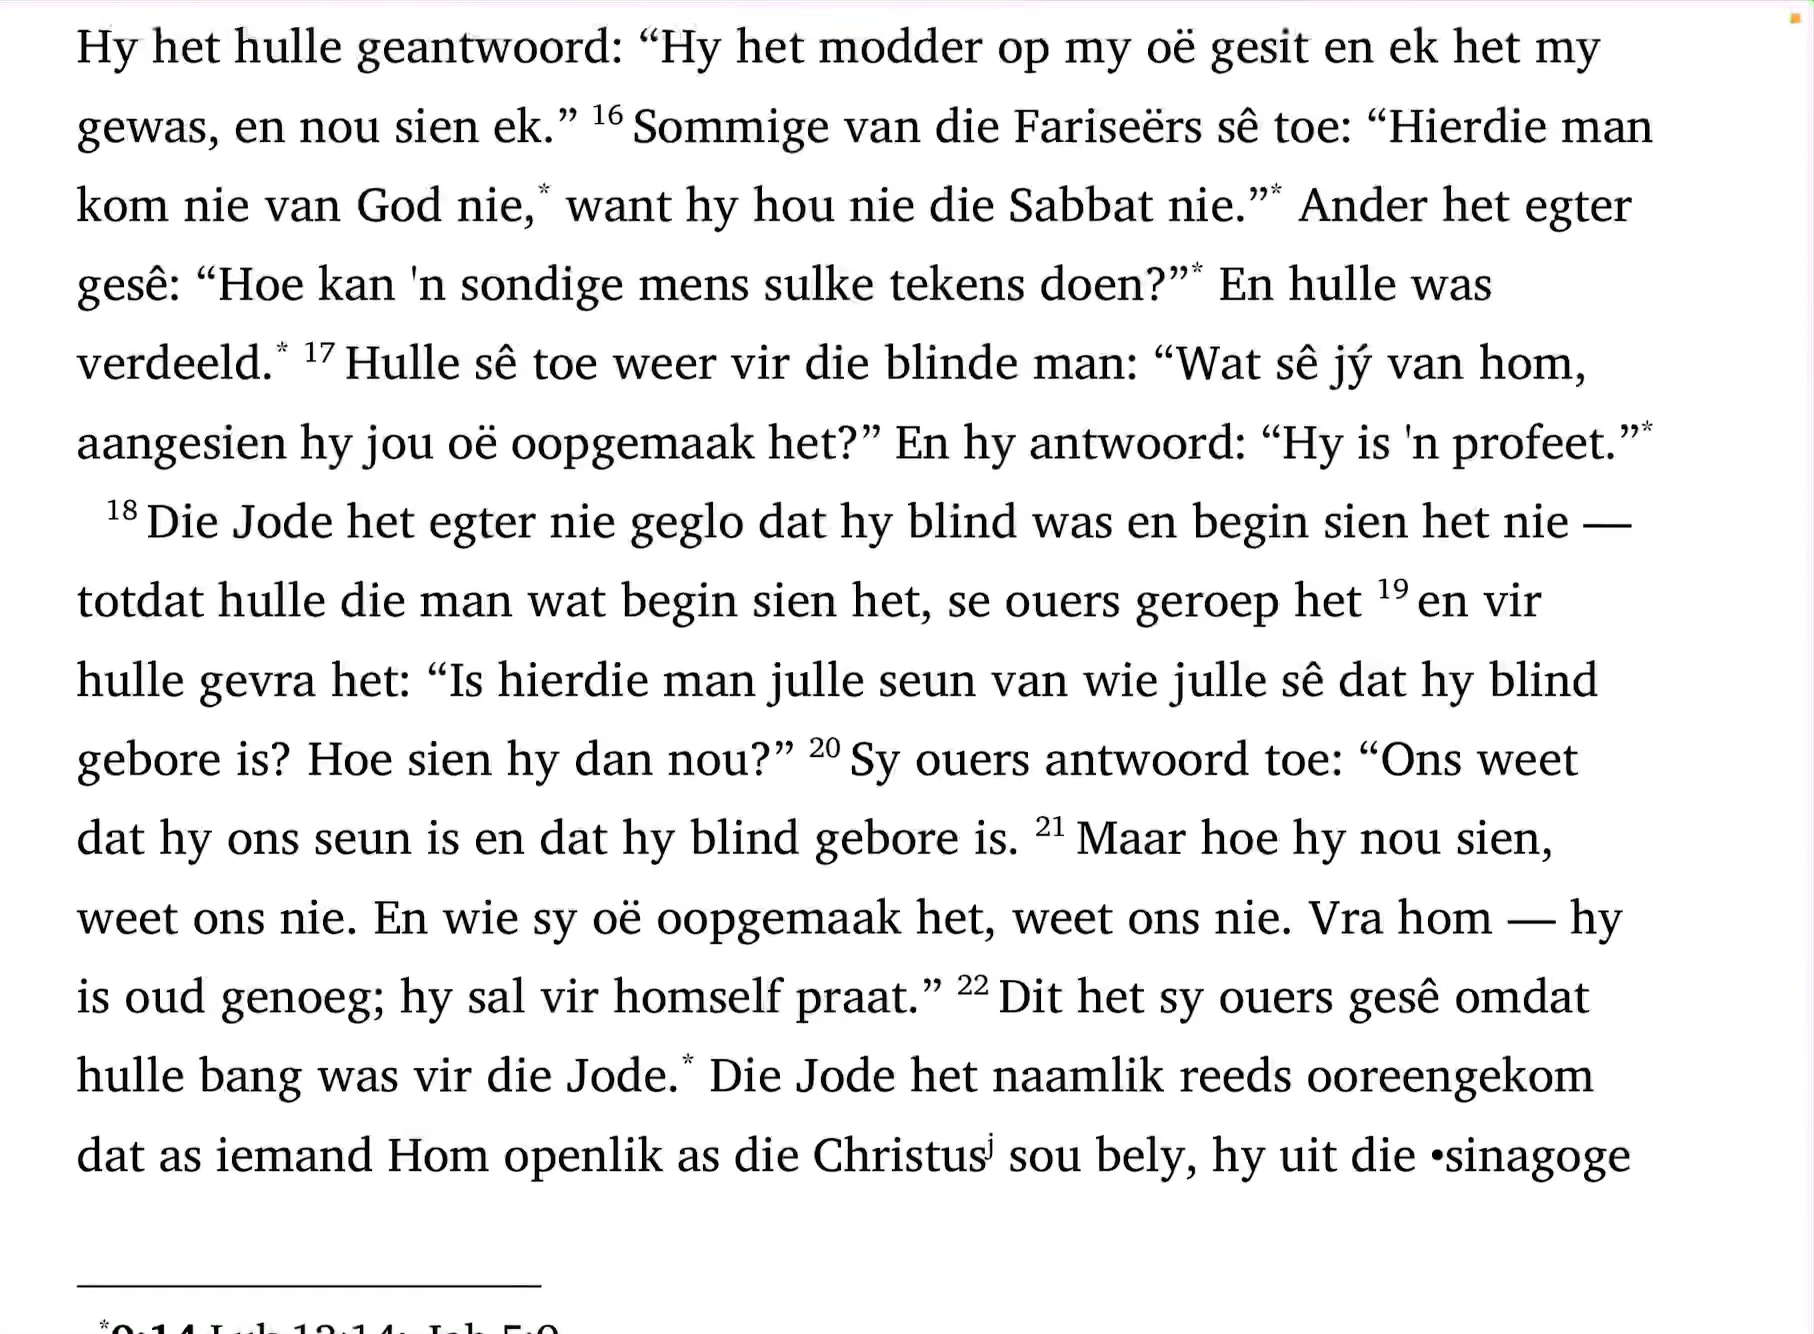 Hy het hulle geantwoord: “Hy het modder op my oë gesit en ek het my
gewas, en nou sien ek.” 16 Sommige van die Fariseërs sê toe: “Hierdie man
kom nie van God nie,* want hy hou nie die Sabbat nie.”* Ander het egter
gesê: “Hoe kan 'n sondige mens sulke tekens doen?”* En hulle was
verdeeld.* 17 Hulle sê toe weer vir die blinde man: “Wat sê jý van hom,
aangesien hy jou oë oopgemaak het?” En hy antwoord: “Hy is 'n profeet.”*
18 Die Jode het egter nie geglo dat hy blind was en begin sien het nie —
totdat hulle die man wat begin sien het, se ouers geroep het 19 en vir
hulle gevra het: “Is hierdie man julle seun van wie julle sê dat hy blind
gebore is? Hoe sien hy dan nou?” 20 Sy ouers antwoord toe: “Ons weet
dat hy ons seun is en dat hy blind gebore is. 21 Maar hoe hy nou sien,
weet ons nie. En wie sy oë oopgemaak het, weet ons nie. Vra hom — hy
is oud genoeg; hy sal vir homself praat.” 22 Dit het sy ouers gesê omdat
hulle bang was vir die Jode.* Die Jode het naamlik reeds ooreengekom
dat as iemand Hom openlik as die Christusj sou bely, hy uit die •sinagoge